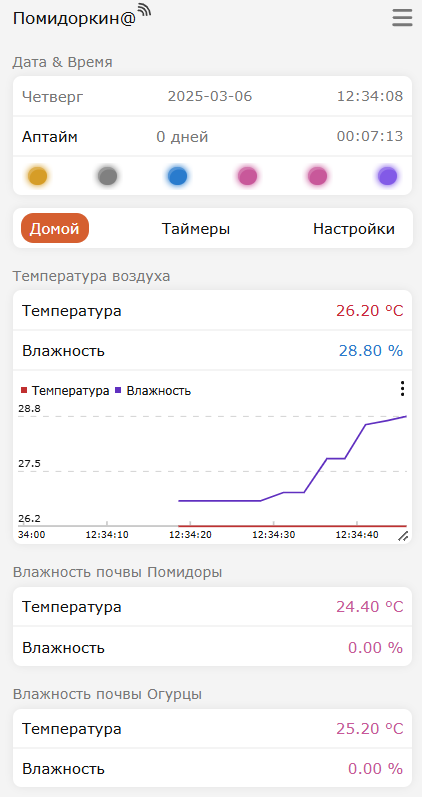 Помидоркин@
Дата & Время
Четверг 2025-03-06 12:34:08
Аптайм 0 дней 00:07:13
Домой Таймеры Настройки
Температура воздуха
Температура 26.20 °C
Влажность 28.80 %
Температура Влажность
28.8
27.5
26.2
34:00 12:34:10 12:34:20 12:34:30 12:34:40
Влажность почвы Помидоры
Температура 24.40 °C
Влажность 0.00 %
Влажность почвы Огурцы
Температура 25.20 °C
Влажность 0.00 %